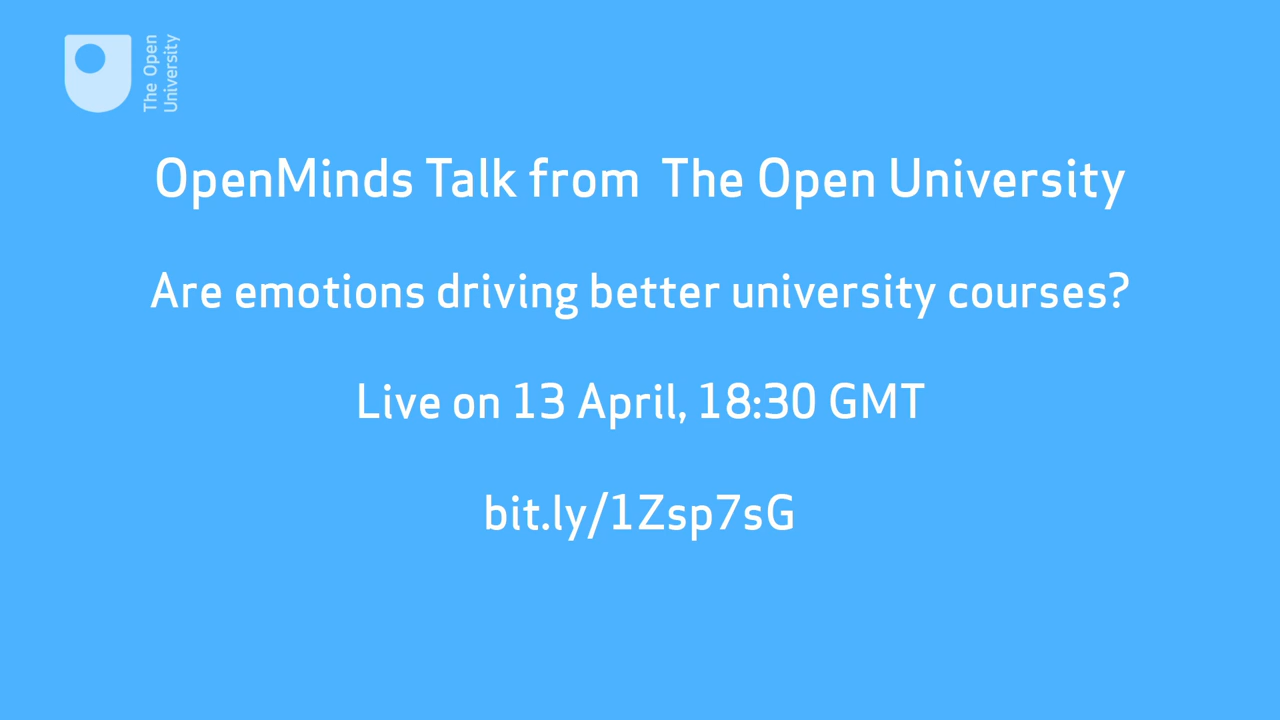 The Open
University
OpenMinds Talk from The Open University
Are emotions driving better university courses?
Live on 13 April, 18:30 GMT
bit.ly/1Zsp7sG